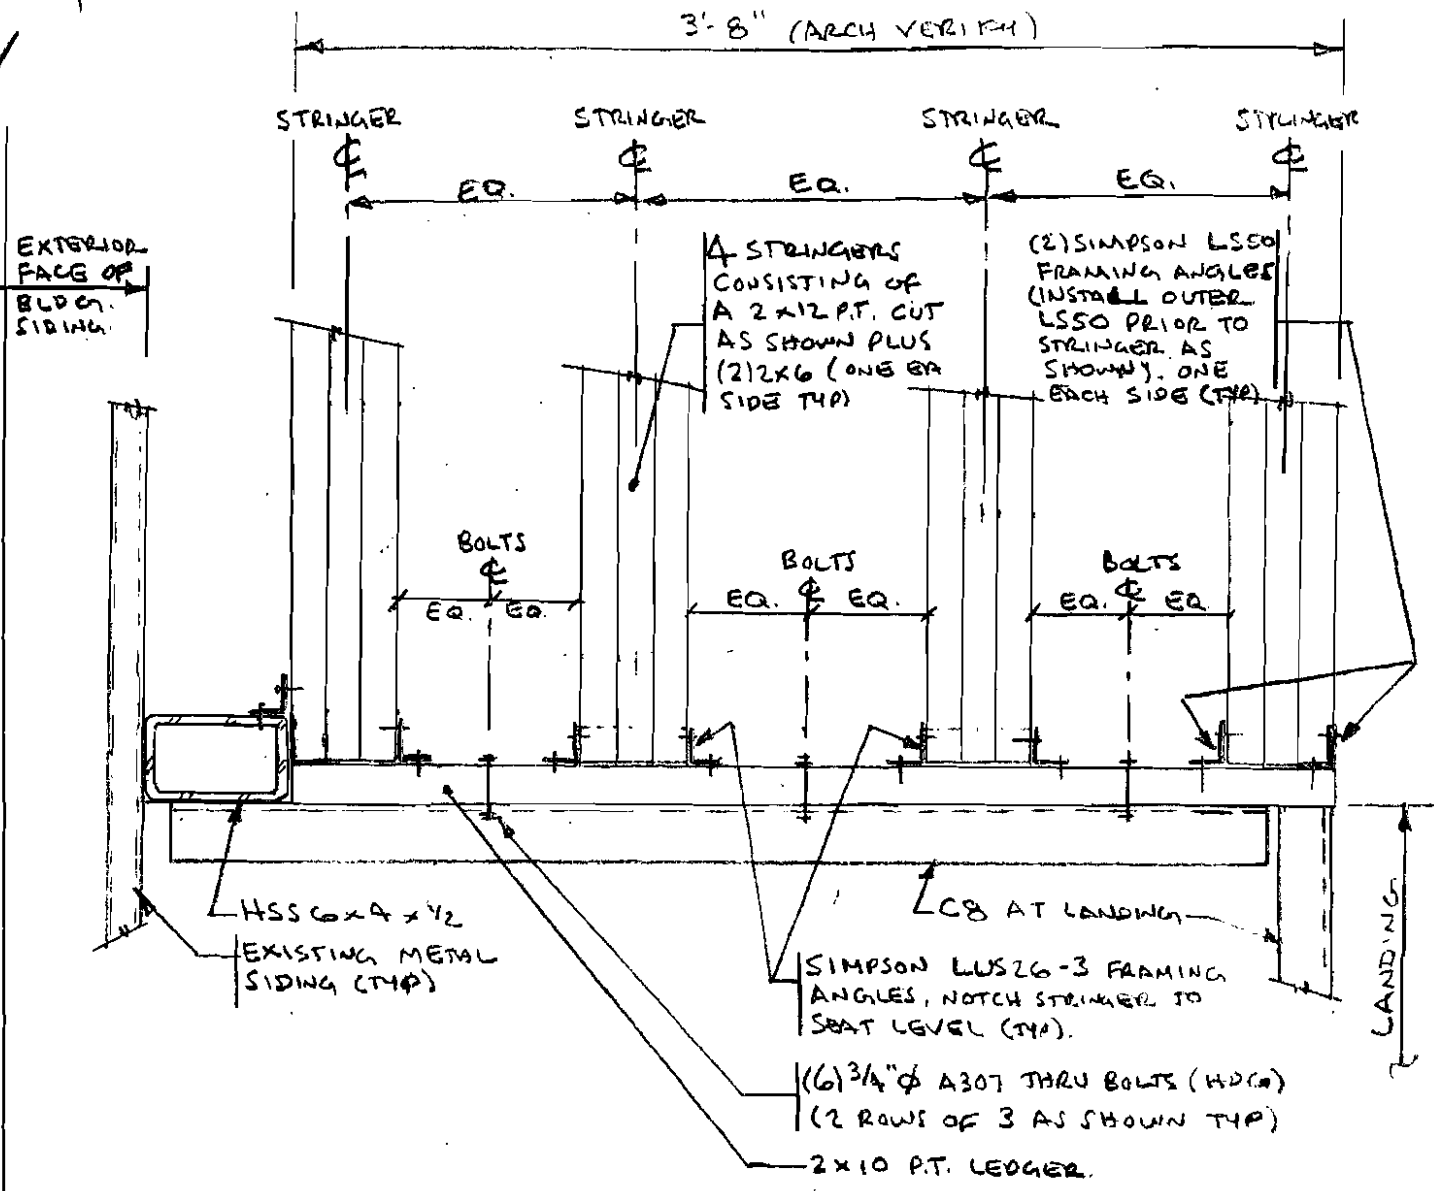 3'-8" (ARCH VERIFY)
STRINGER
STRINGER
STRINGER
STRINGER
℄
℄
℄
℄
EQ.
EQ.
EQ.
EXTERIOR
FACE OF
BLDG.
SIDING.
4 STRINGERS
CONSISTING OF
A 2x12 P.T. CUT
AS SHOWN PLUS
(2)2x6 (ONE EA
SIDE TYP)
(2)SIMPSON LS50
FRAMING ANGLES
(INSTALL OUTER
LS50 PRIOR TO
STRINGER AS
SHOWN). ONE
EACH SIDE (TYP)
BOLTS
℄
EQ. EQ.
BOLTS
℄
EQ. EQ.
BOLTS
℄
EQ. EQ
HSS 6x4x1/2
EXISTING METAL
SIDING (TYP)
C8 AT LANDING
LANDING
SIMPSON LUS26-3 FRAMING
ANGLES, NOTCH STRINGER TO
SEAT LEVEL (TYP).
(6) 3/4"ø A307 THRU BOLTS (HDG)
(2 ROWS OF 3 AS SHOWN TYP)
2x10 P.T. LEDGER.